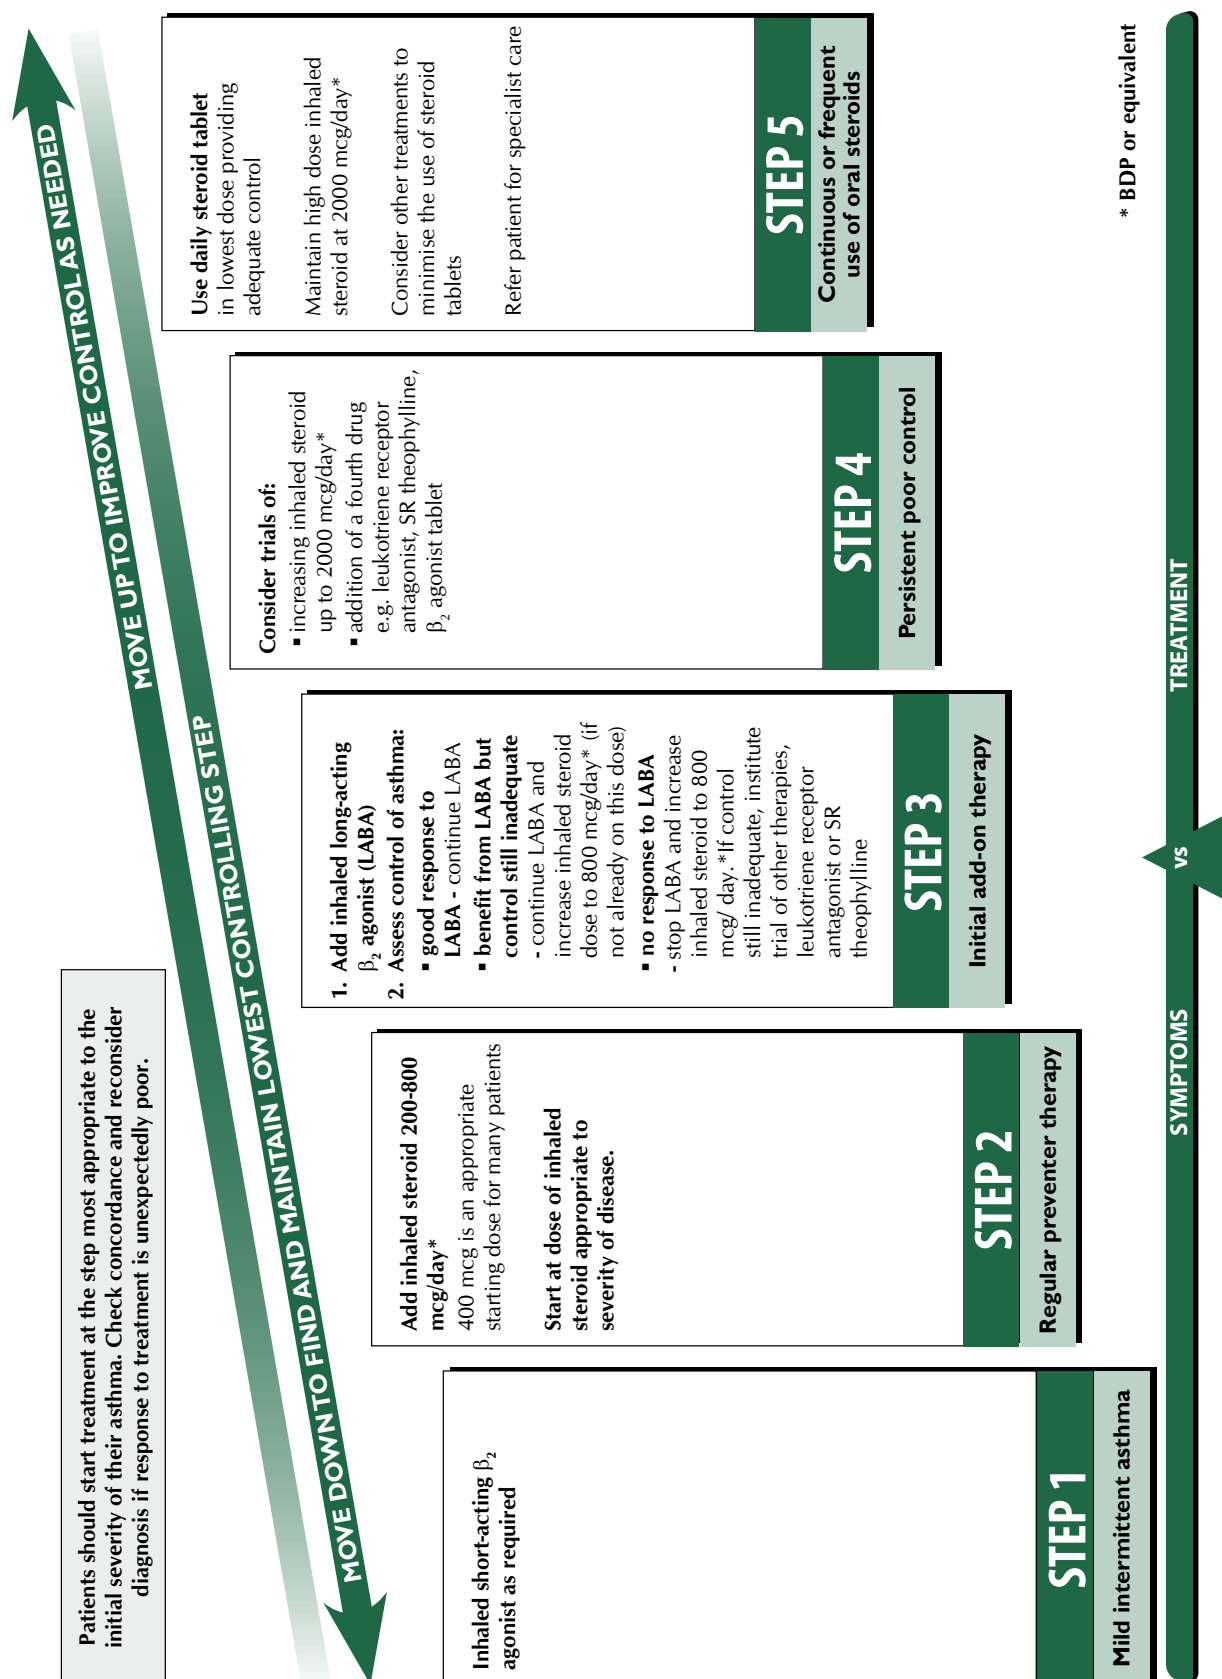 Patients should start treatment at the step most appropriate to the
initial severity of their asthma. Check concordance and reconsider
diagnosis if response to treatment is unexpectedly poor.
MOVE UP TO IMPROVE CONTROL AS NEEDED
MOVE DOWN TO FIND AND MAINTAIN LOWEST CONTROLLING STEP
Inhaled short-acting β₂
agonist as required
STEP 1
Mild intermittent asthma
Add inhaled steroid 200-800
mcg/day*
400 mcg is an appropriate
starting dose for many patients
Start at dose of inhaled
steroid appropriate to
severity of disease.
STEP 2
Regular preventer therapy
1. Add inhaled long-acting
β₂ agonist (LABA)
2. Assess control of asthma:
▪ good response to
LABA - continue LABA
▪ benefit from LABA but
control still inadequate
- continue LABA and
increase inhaled steroid
dose to 800 mcg/day* (if
not already on this dose)
▪ no response to LABA
- stop LABA and increase
inhaled steroid to 800
mcg/ day.*If control
still inadequate, institute
trial of other therapies,
leukotriene receptor
antagonist or SR
theophylline
STEP 3
Initial add-on therapy
Consider trials of:
▪ increasing inhaled steroid
up to 2000 mcg/day*
▪ addition of a fourth drug
e.g. leukotriene receptor
antagonist, SR theophylline,
β₂ agonist tablet
STEP 4
Persistent poor control
Use daily steroid tablet
in lowest dose providing
adequate control
Maintain high dose inhaled
steroid at 2000 mcg/day*
Consider other treatments to
minimise the use of steroid
tablets
Refer patient for specialist care
STEP 5
Continuous or frequent
use of oral steroids
* BDP or equivalent
SYMPTOMS vs TREATMENT